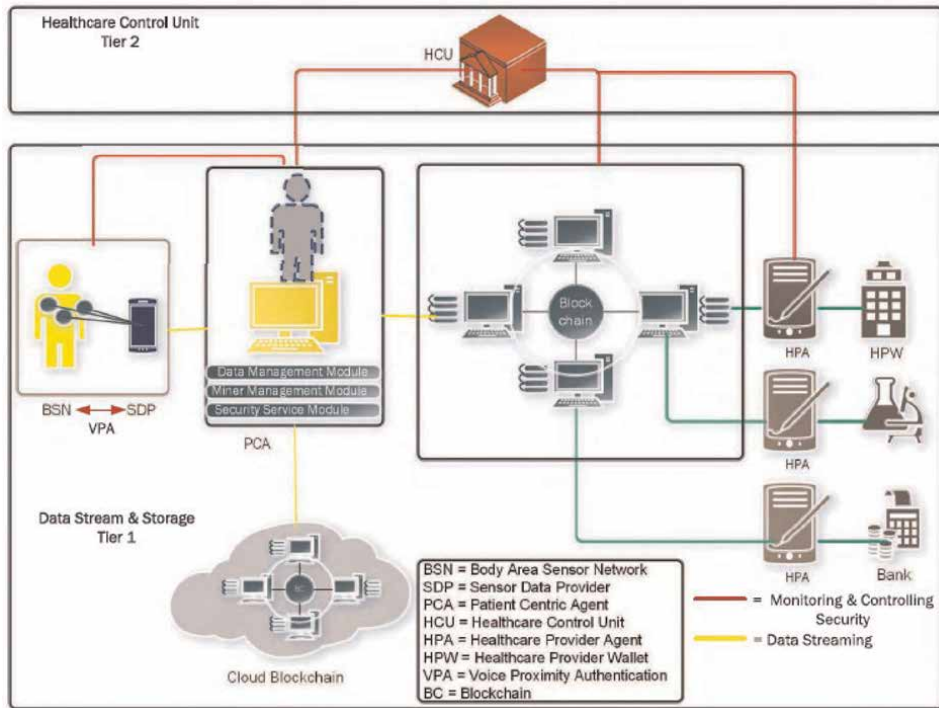 Healthcare Control Unit
Tier 2
HCU
Block
chain
Data Management Module
Miner Management Module
Security Service Module
BSN SDP
VPA
PCA
HPA
HPW
HPA
HPA
Bank
Data Stream & Storage
Tier 1
BC
Cloud Blockchain
BSN = Body Area Sensor Network
SDP = Sensor Data Provider
PCA = Patient Centric Agent
HCU = Healthcare Control Unit
HPA = Healthcare Provider Agent
HPW = Healthcare Provider Wallet
VPA = Voice Proximity Authentication
BC = Blockchain
= Monitoring & Controlling
Security
= Data Streaming